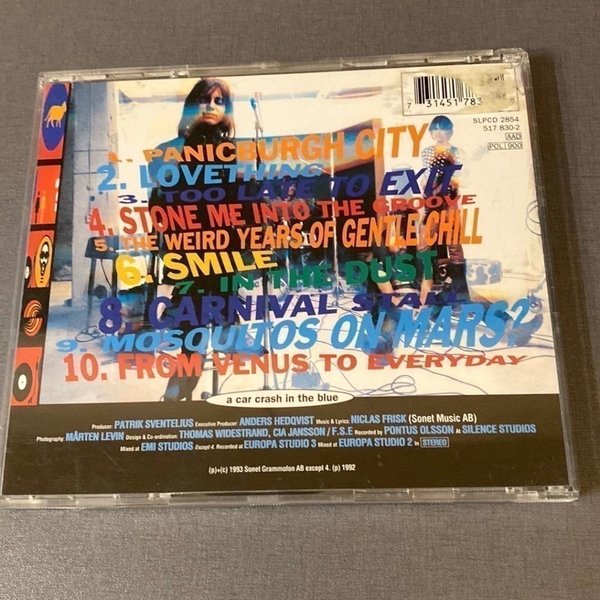 7 31451 783
SLPCD 2854
517 830-2
AAD
POL 900
1. PANICBURGH CITY
2. LOVETHING
3. TOO LATE TO EXIT
4. STONE ME INTO THE GROOVE
5. THE WEIRD YEARS OF GENTLE CHILL
6. SMILE
7. IN THE DUST
8. CARNIVAL STALL
9. MOSQUITOS ON MARS?
10. FROM VENUS TO EVERYDAY
a car crash in the blue
Producer: PATRIK SVENTELIUS Executive Producer: ANDERS HEDQVIST Music & Lyrics: NICLAS FRISK (Sonet Music AB)
Photography: MÅRTEN LEVIN Design & Co-ordination: THOMAS WIDESTRAND, CIA JANSSON / F.S.E Recorded by PONTUS OLSSON At SILENCE STUDIOS
Mixed at EMI STUDIOS Except 4. Recorded at EUROPA STUDIO 3 Mixed at EUROPA STUDIO 2 in STEREO
(p)+(c) 1993 Sonet Grammofon AB except 4. (p) 1992